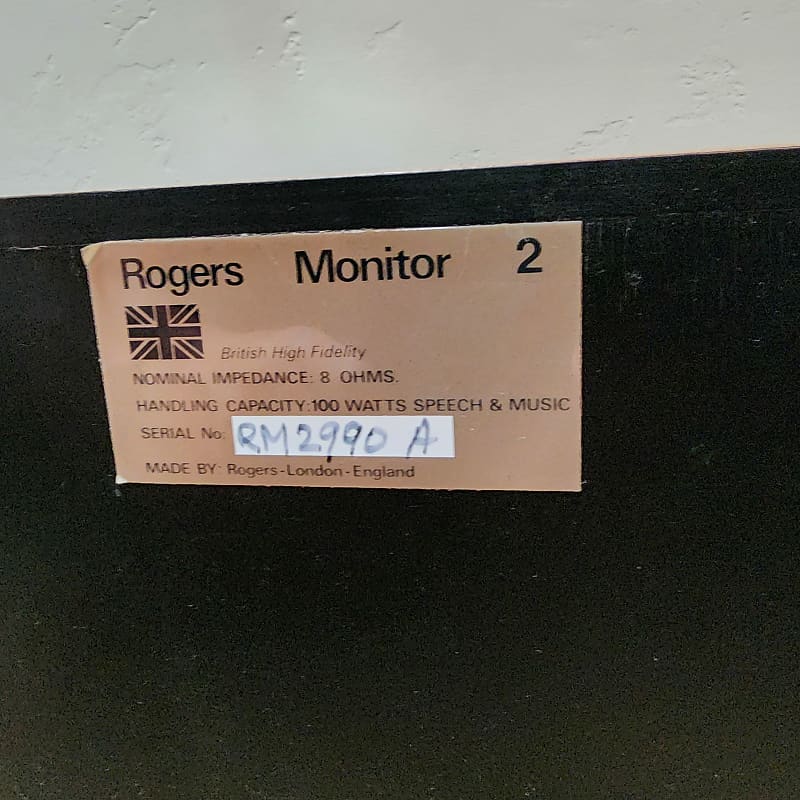 Rogers Monitor 2
British High Fidelity
NOMINAL IMPEDANCE: 8 OHMS.
HANDLING CAPACITY:100 WATTS SPEECH & MUSIC
SERIAL No: RM2990 A
MADE BY: Rogers-London-England